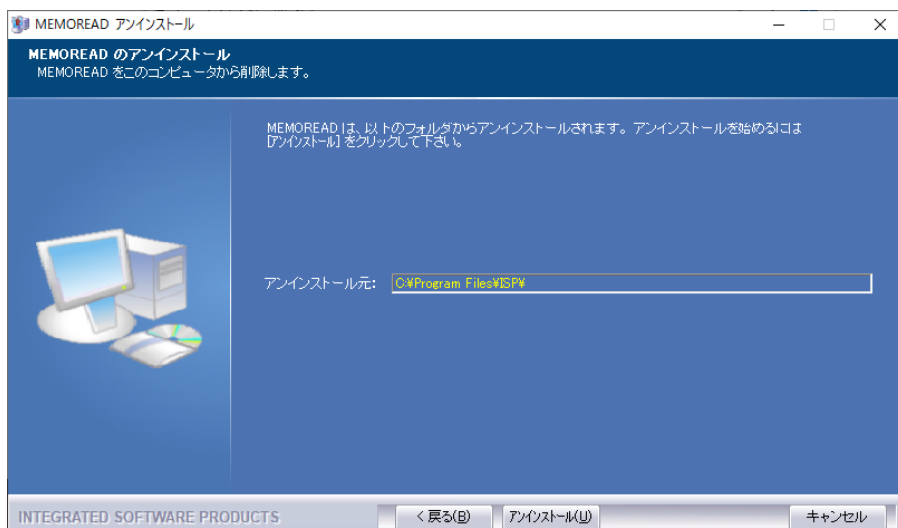 MEMOREAD アンインストール
MEMOREAD のアンインストール
MEMOREAD をこのコンピュータから削除します。
MEMOREAD は、以下のフォルダからアンインストールされます。アンインストールを始めるには
[アンインストール] をクリックして下さい。
アンインストール元: C:¥Program Files¥ISP¥
INTEGRATED SOFTWARE PRODUCTS
< 戻る(B) アンインストール(U) キャンセル